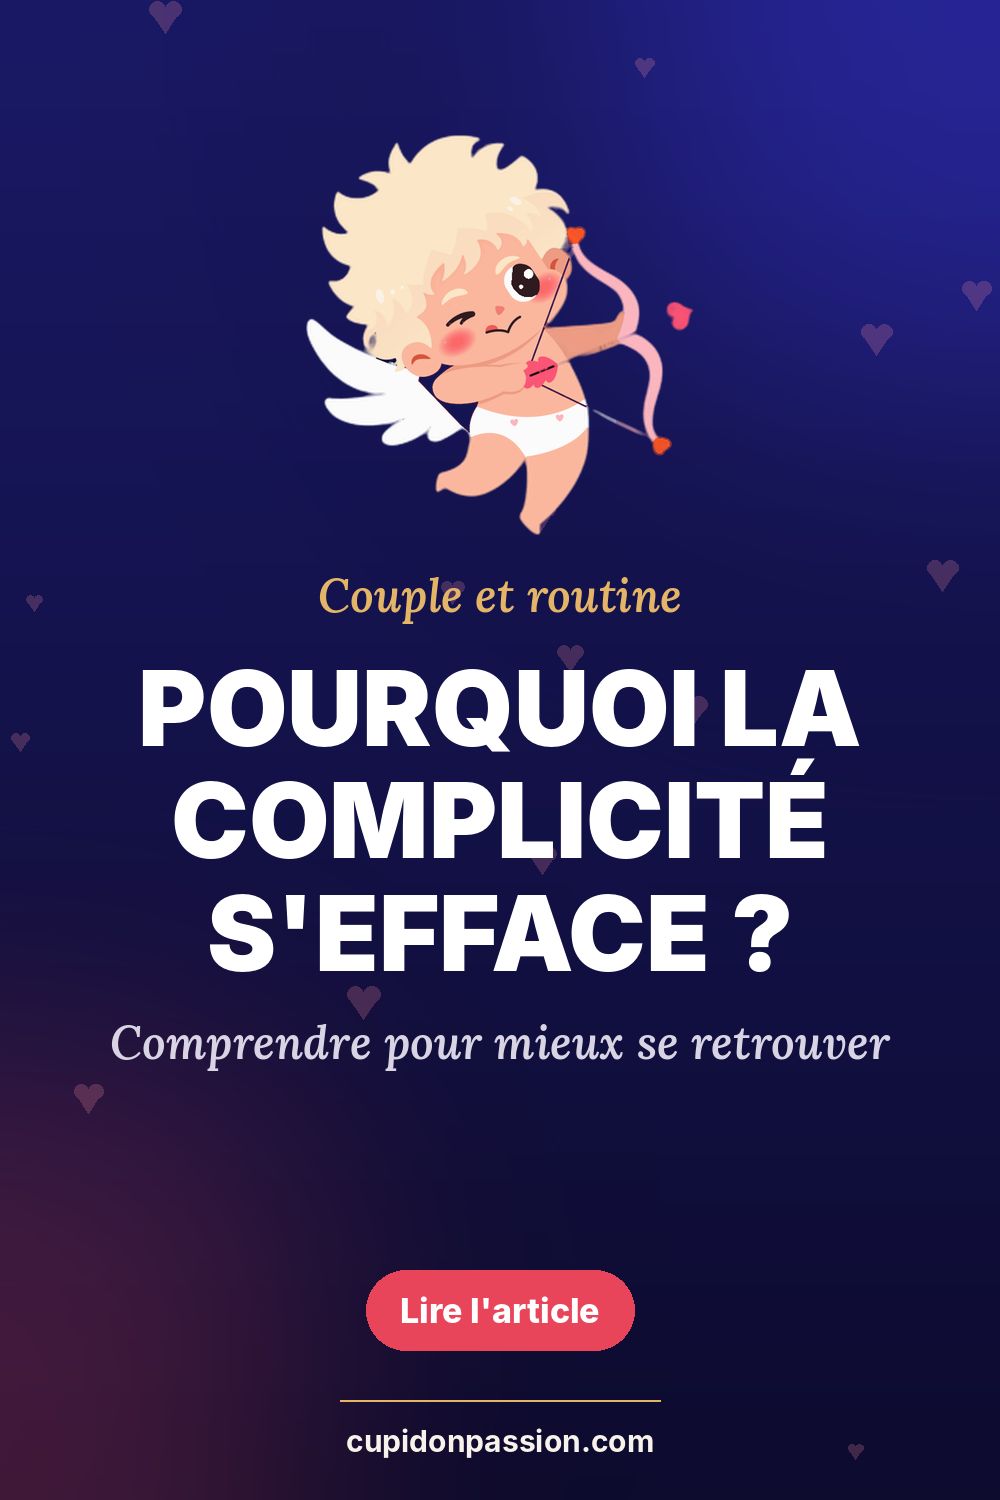 Couple et routine
POURQUOI LA
COMPLICITÉ
S'EFFACE ?
Comprendre pour mieux se retrouver
Lire l'article
cupidonpassion.com